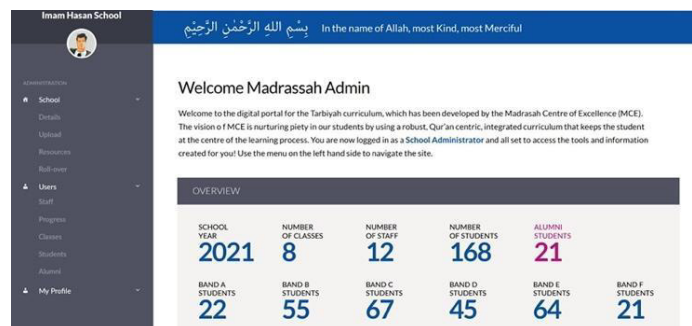 Imam Hasan School
ADMINISTRATION
School
Details
Upload
Resources
Roll-over
Users
Staff
Progress
Classes
Students
Alumni
My Profile
بِسْمِ اللهِ الرَّحْمٰنِ الرَّحِيْمِ In the name of Allah, most Kind, most Merciful
Welcome Madrassah Admin
Welcome to the digital portal for the Tarbiyah curriculum, which has been developed by the Madrasah Centre of Excellence (MCE).
The vision of MCE is nurturing piety in our students by using a robust, Qur'an centric, integrated curriculum that keeps the student
at the centre of the learning process. You are now logged in as a School Administrator and all set to access the tools and information
created for you! Use the menu on the left hand side to navigate the site.
OVERVIEW
SCHOOL YEAR
2021
NUMBER OF CLASSES
8
NUMBER OF STAFF
12
NUMBER OF STUDENTS
168
ALUMNI STUDENTS
21
BAND A STUDENTS
22
BAND B STUDENTS
55
BAND C STUDENTS
67
BAND D STUDENTS
45
BAND E STUDENTS
64
BAND F STUDENTS
21